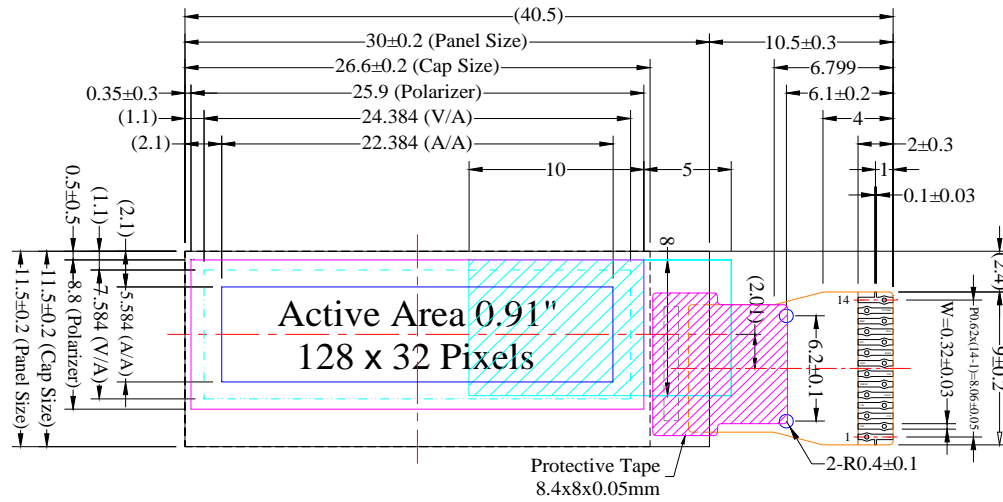 (40.5)
30±0.2 (Panel Size)
10.5±0.3
26.6±0.2 (Cap Size)
6.799
0.35±0.3
25.9 (Polarizer)
6.1±0.2
(1.1)
24.384 (V/A)
4
(2.1)
22.384 (A/A)
2±0.3
10
5
1
0.1±0.03
0.5±0.5
(1.1)
(2.1)
11.5±0.2 (Panel Size)
11.5±0.2 (Cap Size)
8.8 (Polarizer)
7.584 (V/A)
5.584 (A/A)
Active Area 0.91"
128 x 32 Pixels
8
(2.01)
6.2±0.1
14
1
W=0.32±0.03
P0.62x(14-1)=8.06±0.05
9±0.2
(2.4)
2-R0.4±0.1
Protective Tape
8.4x8x0.05mm